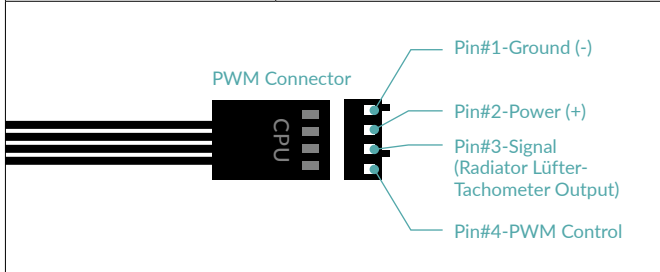 Pin#1-Ground (-)
PWM Connector
Pin#2-Power (+)
CPU
Pin#3-Signal
(Radiator Lüfter-
Tachometer Output)
Pin#4-PWM Control